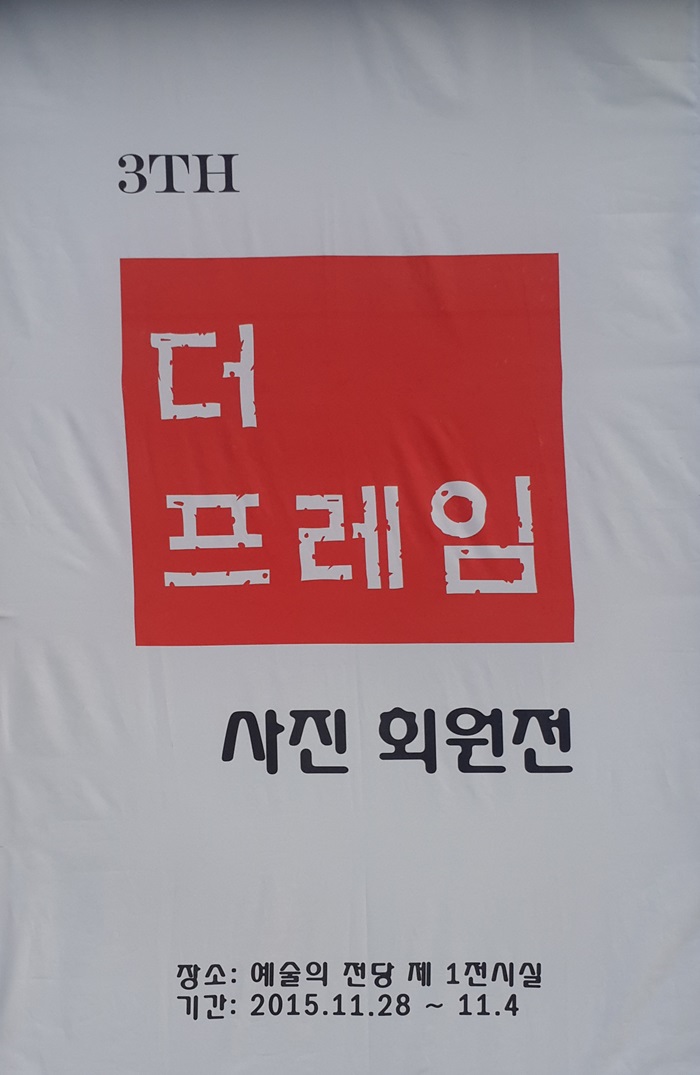 3TH
더
프레임
사진 회원전
장소: 예술의 전당 제 1전시실
기간: 2015.11.28 ~ 11.4